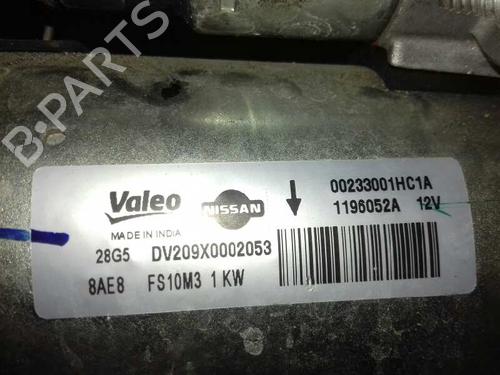 B-PARTS
Valeo
NISSAN
00233001HC1A
1196052A 12V
MADE IN INDIA
28G5 DV209X0002053
8AE8 FS10M3 1 KW